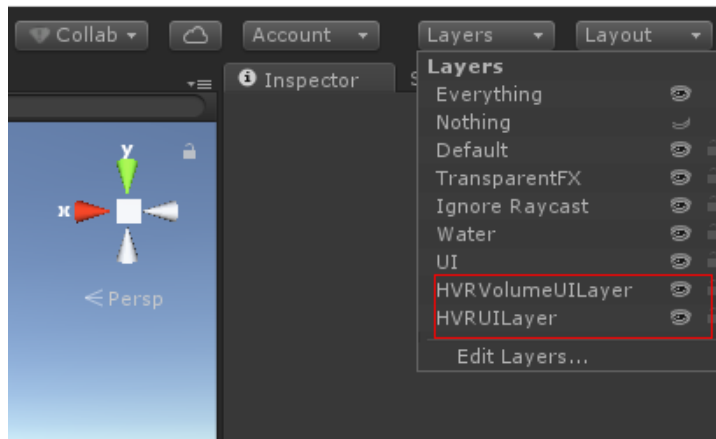 Collab
Account
Layers
Layout
Inspector
Layers
Everything
Nothing
Default
TransparentFX
Ignore Raycast
Water
UI
HVRVolumeUILayer
HVRUILayer
Edit Layers...
y
x
Persp